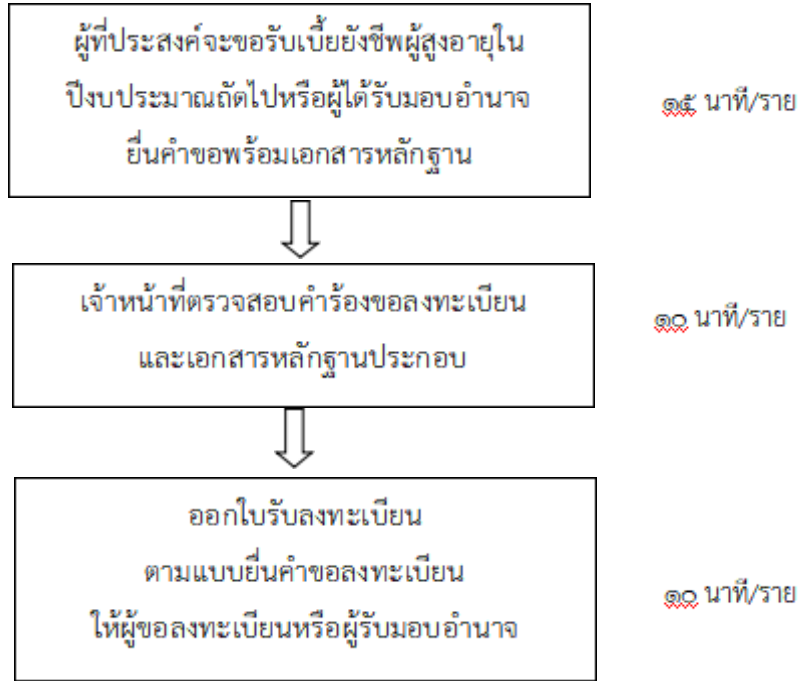 ผู้ที่ประสงค์จะขอรับเบี้ยยังชีพผู้สูงอายุใน
ปีงบประมาณถัดไปหรือผู้ได้รับมอบอำนาจ
ยื่นคำขอพร้อมเอกสารหลักฐาน
๑๕ นาที/ราย
เจ้าหน้าที่ตรวจสอบคำร้องขอลงทะเบียน
และเอกสารหลักฐานประกอบ
๑๐ นาที/ราย
ออกใบรับลงทะเบียน
ตามแบบยื่นคำขอลงทะเบียน
ให้ผู้ขอลงทะเบียนหรือผู้รับมอบอำนาจ
๑๐ นาที/ราย